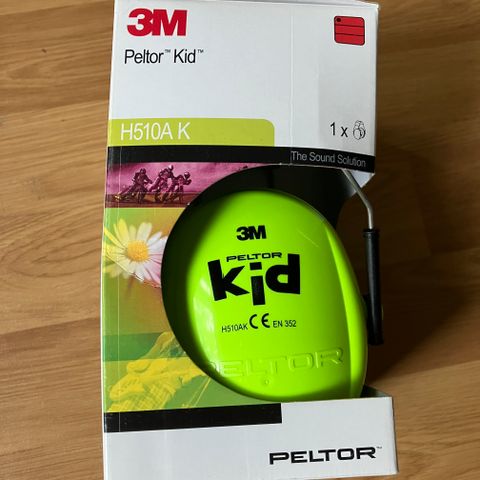 3M
Peltor™ Kid™
H510A K
1 x
The Sound Solution
3M
PELTOR
kid
H510AK CE EN 352
PELTOR
PELTOR™